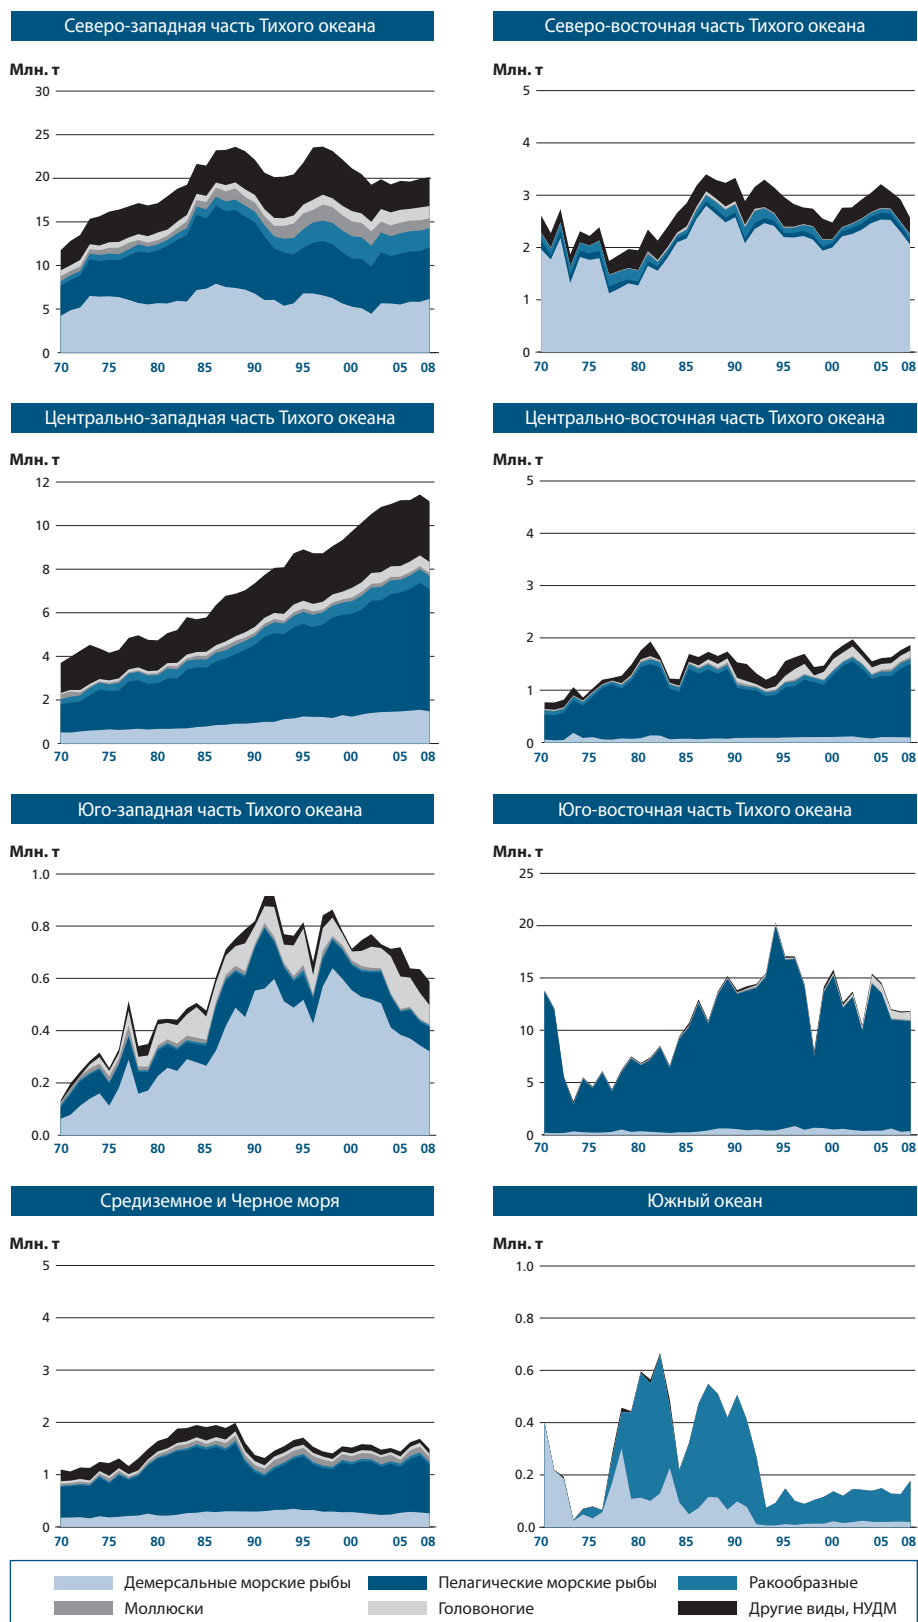 Северо-западная часть Тихого океана
Северо-восточная часть Тихого океана
Млн. т
30
25
20
15
10
5
0
70 75 80 85 90 95 00 05 08
Млн. т
5
4
3
2
1
0
70 75 80 85 90 95 00 05 08
Центрально-западная часть Тихого океана
Центрально-восточная часть Тихого океана
Млн. т
12
10
8
6
4
2
0
70 75 80 85 90 95 00 05 08
Млн. т
5
4
3
2
1
0
70 75 80 85 90 95 00 05 08
Юго-западная часть Тихого океана
Юго-восточная часть Тихого океана
Млн. т
1.0
0.8
0.6
0.4
0.2
0.0
70 75 80 85 90 95 00 05 08
Млн. т
25
20
15
10
5
0
70 75 80 85 90 95 00 05 08
Средиземное и Черное моря
Южный океан
Млн. т
5
4
3
2
1
0
70 75 80 85 90 95 00 05 08
Млн. т
1.0
0.8
0.6
0.4
0.2
0.0
70 75 80 85 90 95 00 05 08
Демерсальные морские рыбы Пелагические морские рыбы Ракообразные
Моллюски Головоногие Другие виды, НУДМ